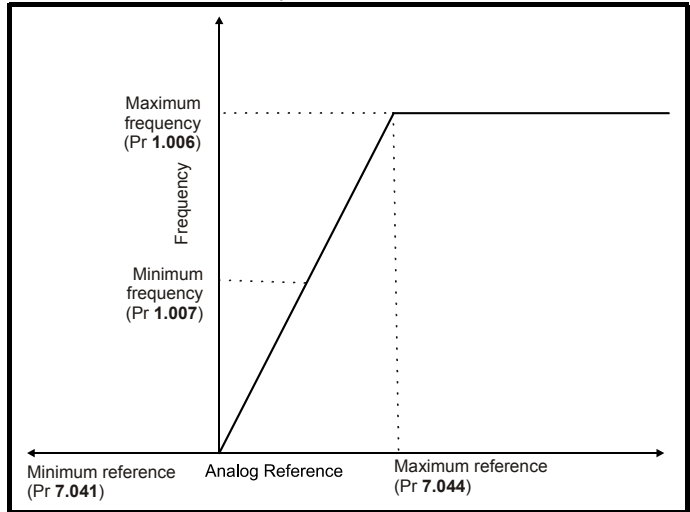 Maximum
frequency
(Pr 1.006)
Frequency
Minimum
frequency
(Pr 1.007)
Minimum reference
(Pr 7.041)
Analog Reference
Maximum reference
(Pr 7.044)